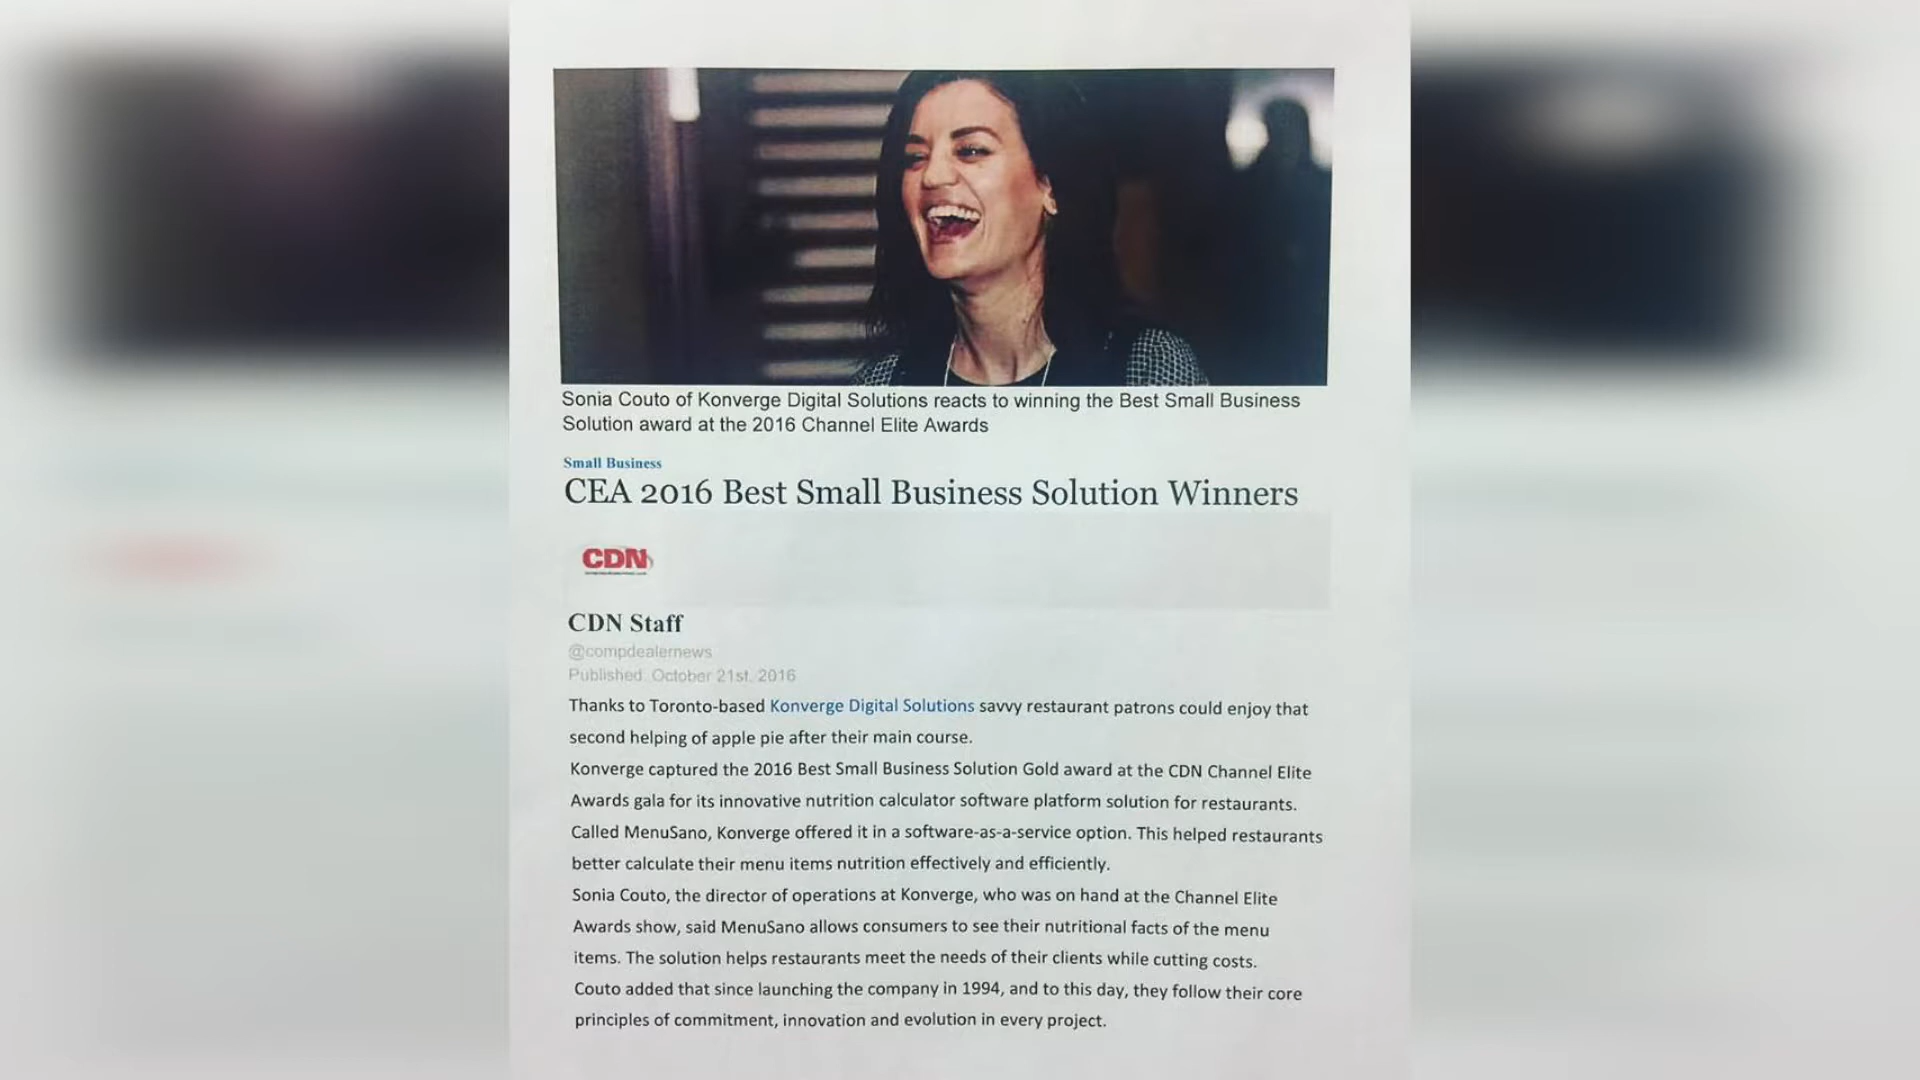 Sonia Couto of Konverge Digital Solutions reacts to winning the Best Small Business
Solution award at the 2016 Channel Elite Awards
Small Business
CEA 2016 Best Small Business Solution Winners
CDN
CDN Staff
@compdealernews
Published: October 21st, 2016
Thanks to Toronto-based Konverge Digital Solutions savvy restaurant patrons could enjoy that
second helping of apple pie after their main course.
Konverge captured the 2016 Best Small Business Solution Gold award at the CDN Channel Elite
Awards gala for its innovative nutrition calculator software platform solution for restaurants.
Called MenuSano, Konverge offered it in a software-as-a-service option. This helped restaurants
better calculate their menu items nutrition effectively and efficiently.
Sonia Couto, the director of operations at Konverge, who was on hand at the Channel Elite
Awards show, said MenuSano allows consumers to see their nutritional facts of the menu
items. The solution helps restaurants meet the needs of their clients while cutting costs.
Couto added that since launching the company in 1994, and to this day, they follow their core
principles of commitment, innovation and evolution in every project.